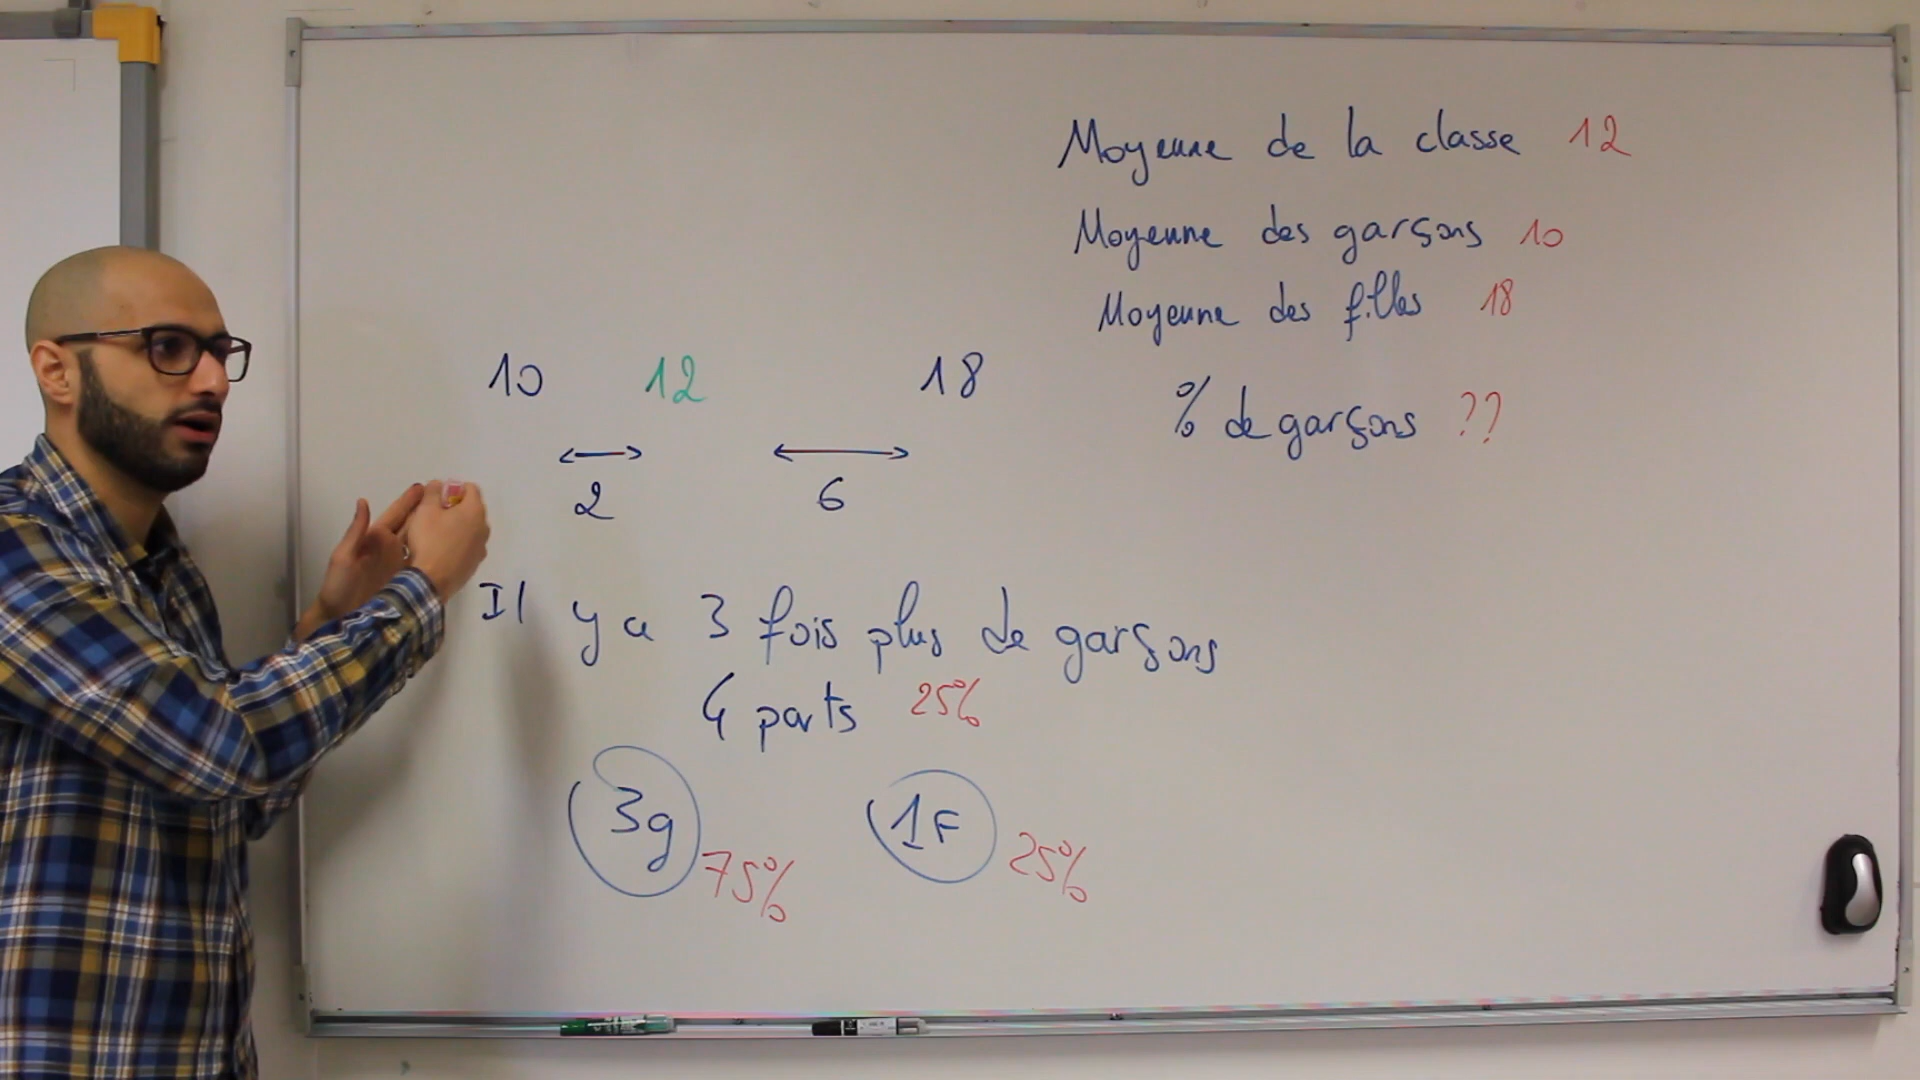 Moyenne de la classe 12
Moyenne des garçons 10
Moyenne des filles 18
% de garçons ??
10 12 18
2 6
Il y a 3 fois plus de garçons
4 parts 25%
3g 75% 1F 25%